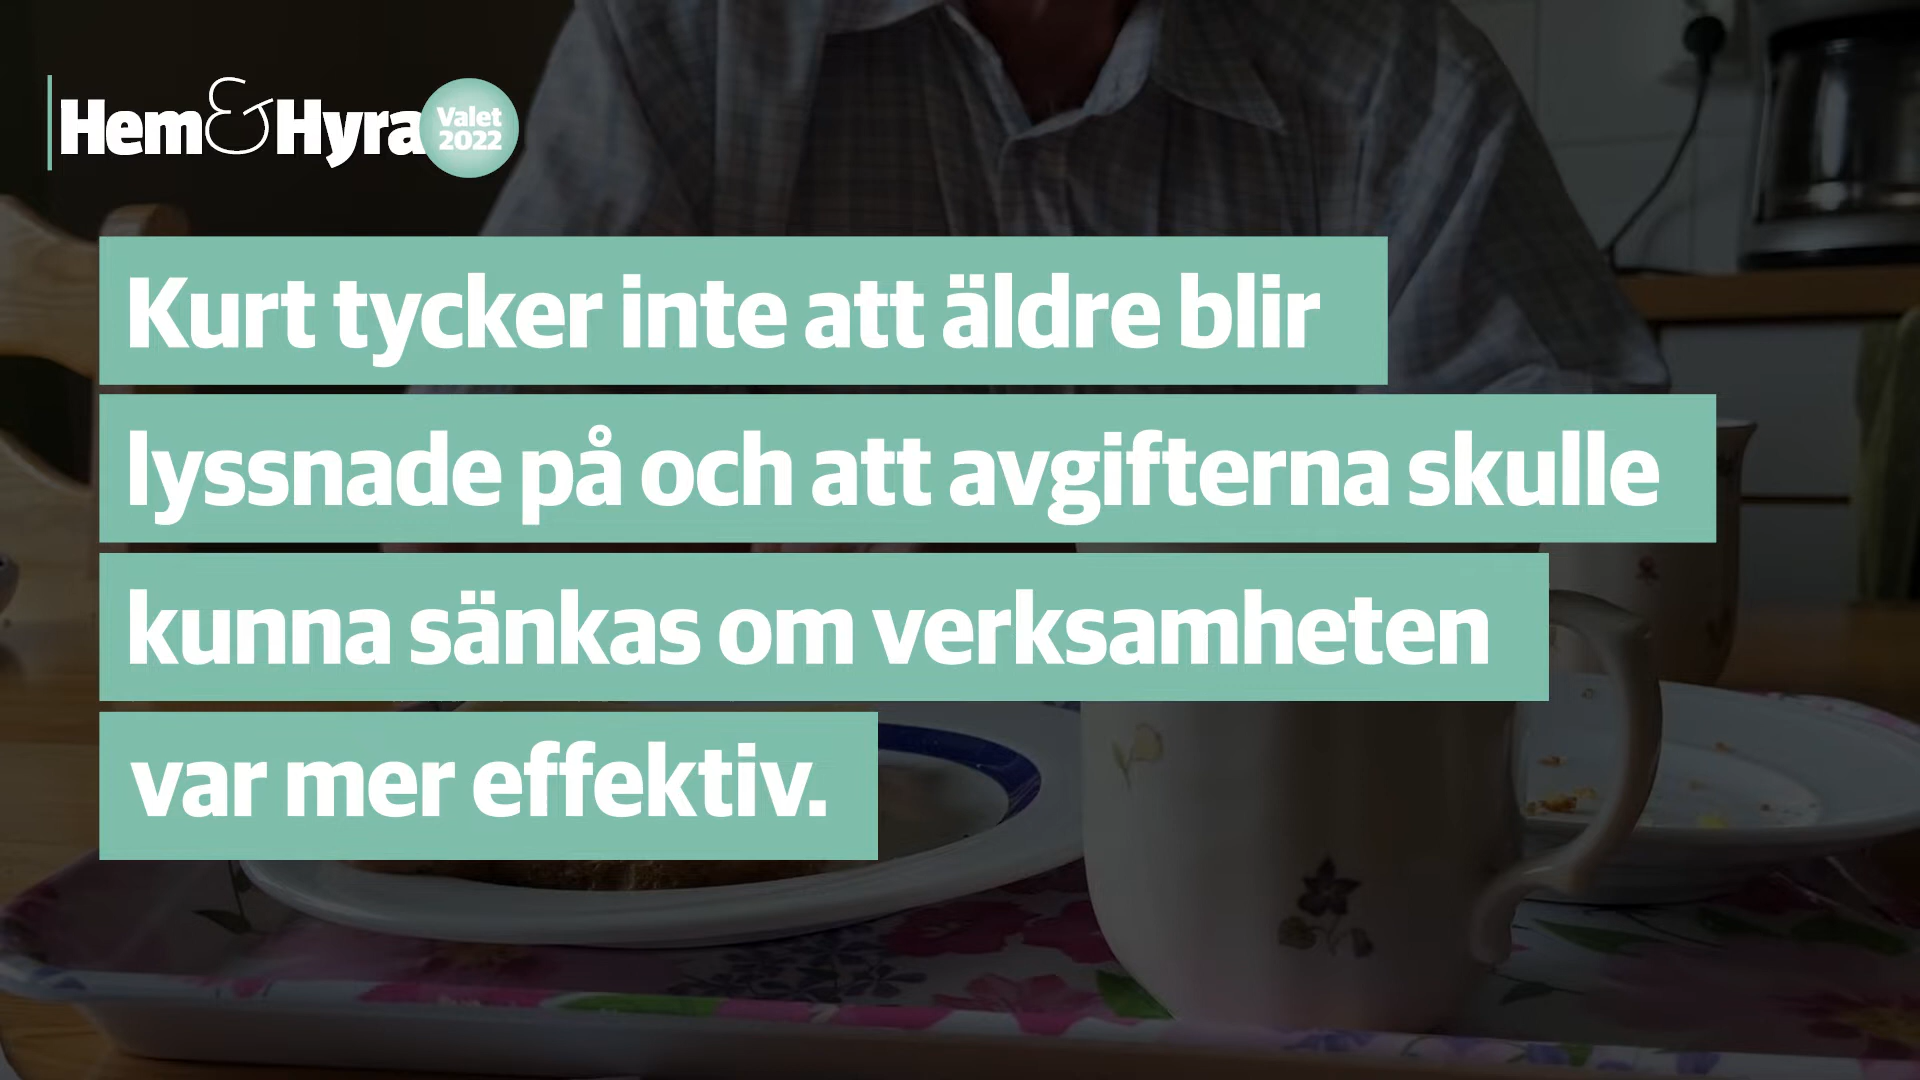 Hem&Hyra
Valet
2022
Kurt tycker inte att äldre blir
lyssnade på och att avgifterna skulle
kunna sänkas om verksamheten
var mer effektiv.